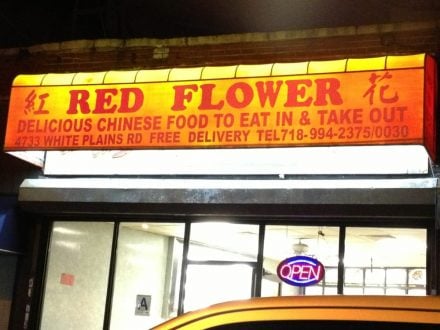 紅 RED FLOWER 花
DELICIOUS CHINESE FOOD TO EAT IN & TAKE OUT
4733 WHITE PLAINS RD FREE DELIVERY TEL718-994-2375/0030
OPEN
A